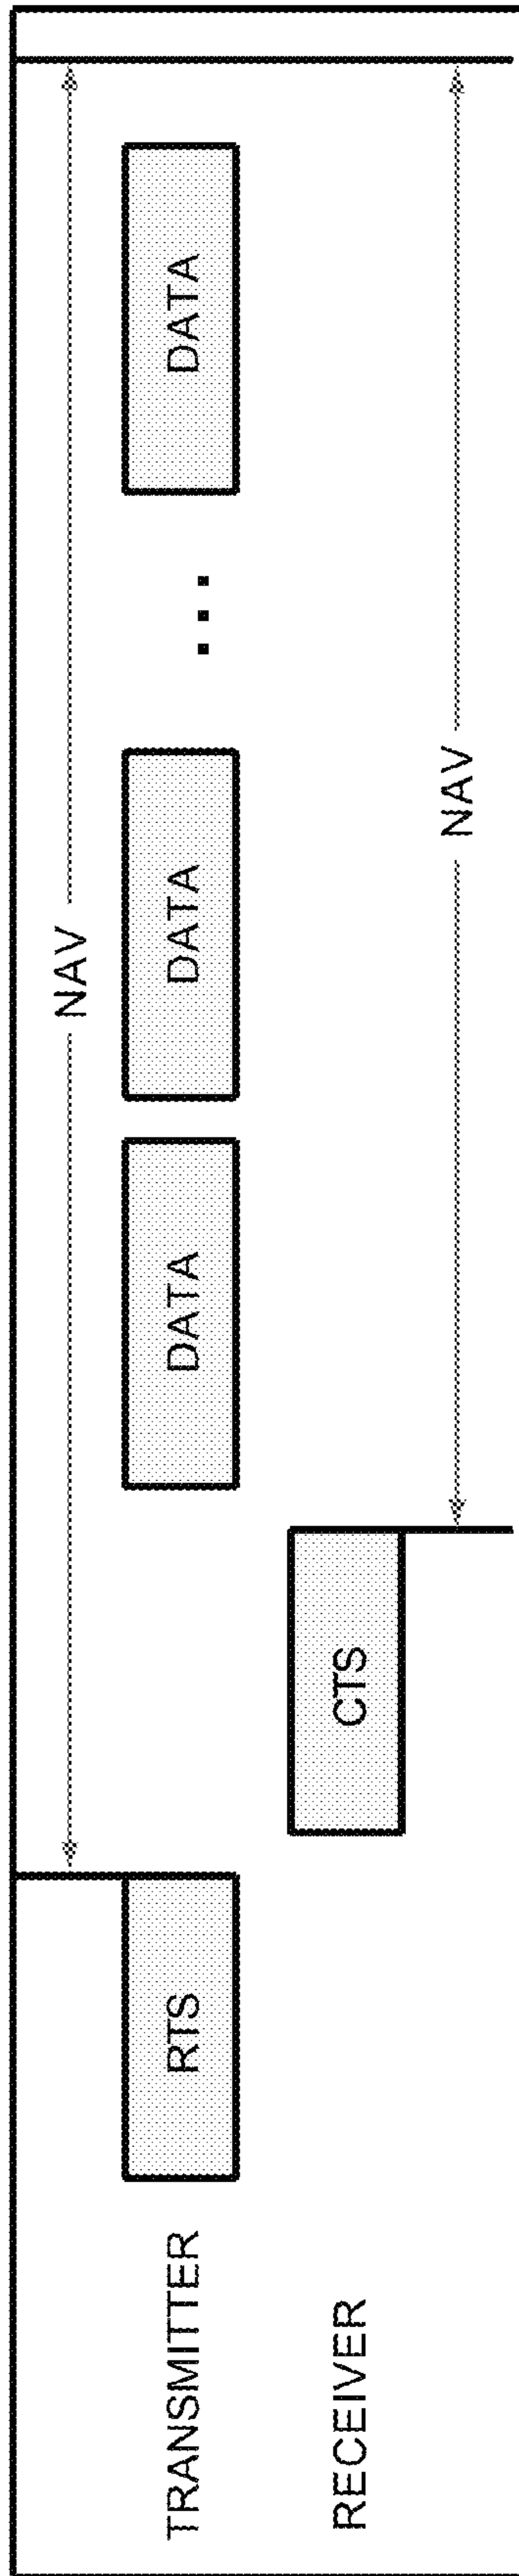 NAV
TRANSMITTER RTS DATA DATA ... DATA
RECEIVER CTS
NAV